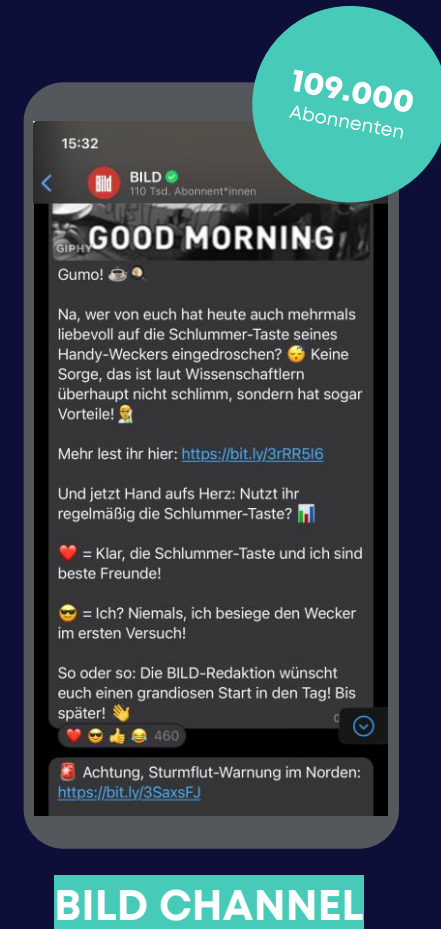 109.000
Abonnenten
15:32
Bild
BILD
110 Tsd. Abonnent*innen
GIPHY
GOOD MORNING
Gumo! ☕🍳
Na, wer von euch hat heute auch mehrmals
liebevoll auf die Schlummer-Taste seines
Handy-Weckers eingedroschen? 😴 Keine
Sorge, das ist laut Wissenschaftlern
überhaupt nicht schlimm, sondern hat sogar
Vorteile! 👨‍🔬
Mehr lest ihr hier: https://bit.ly/3rRR5I6
Und jetzt Hand aufs Herz: Nutzt ihr
regelmäßig die Schlummer-Taste? 📊
❤️ = Klar, die Schlummer-Taste und ich sind
beste Freunde!
😎 = Ich? Niemals, ich besiege den Wecker
im ersten Versuch!
So oder so: Die BILD-Redaktion wünscht
euch einen grandiosen Start in den Tag! Bis
später! 👋
❤️ 😎 👍 😂 460
🚨 Achtung, Sturmflut-Warnung im Norden:
https://bit.ly/3SaxsFJ
BILD CHANNEL